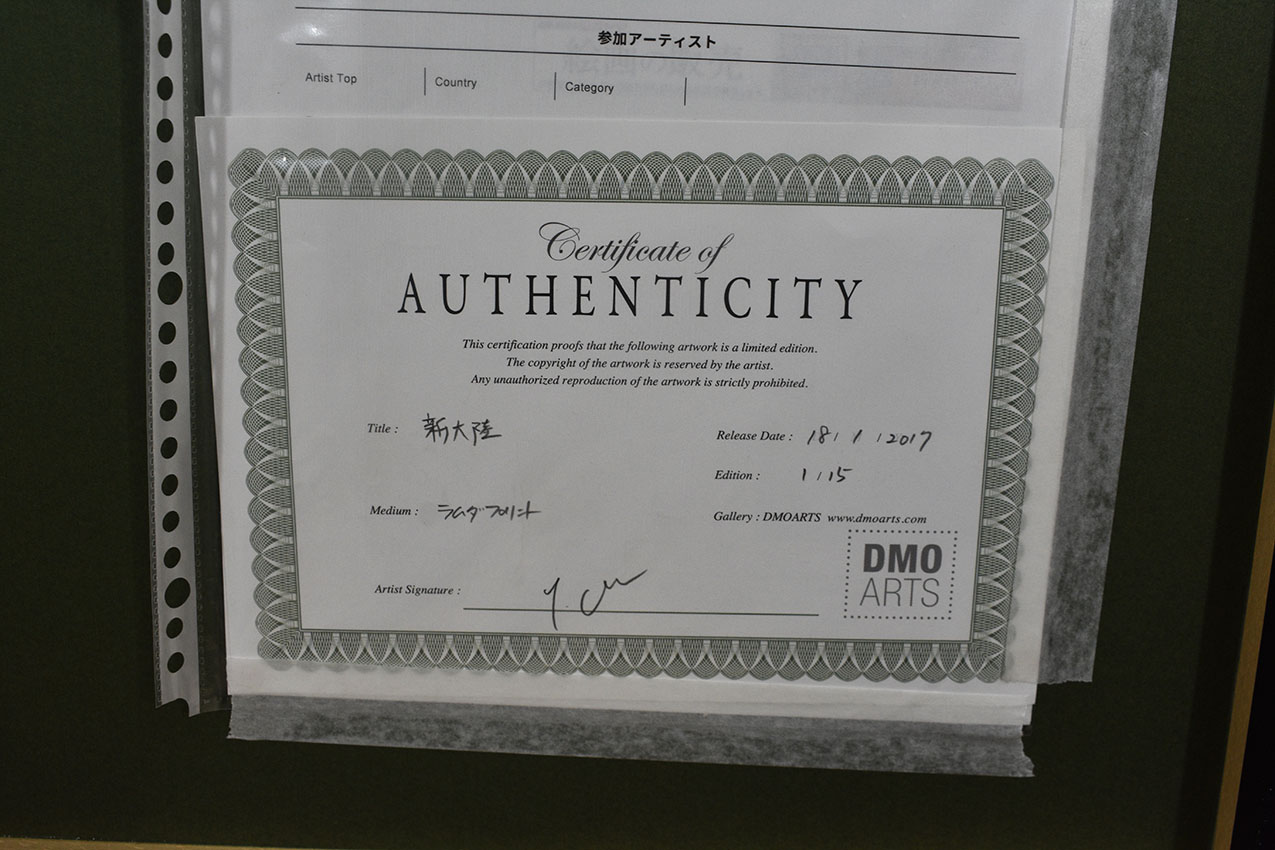 参加アーティスト
Artist Top
Country
Category
Certificate of
AUTHENTICITY
This certification proofs that the following artwork is a limited edition.
The copyright of the artwork is reserved by the artist.
Any unauthorized reproduction of the artwork is strictly prohibited.
Title : 新大陸
Release Date : 18 / 1 / 2017
Edition : 1 / 15
Medium : ラムダプリント
Gallery : DMOARTS www.dmoarts.com
Artist Signature :
DMO
ARTS